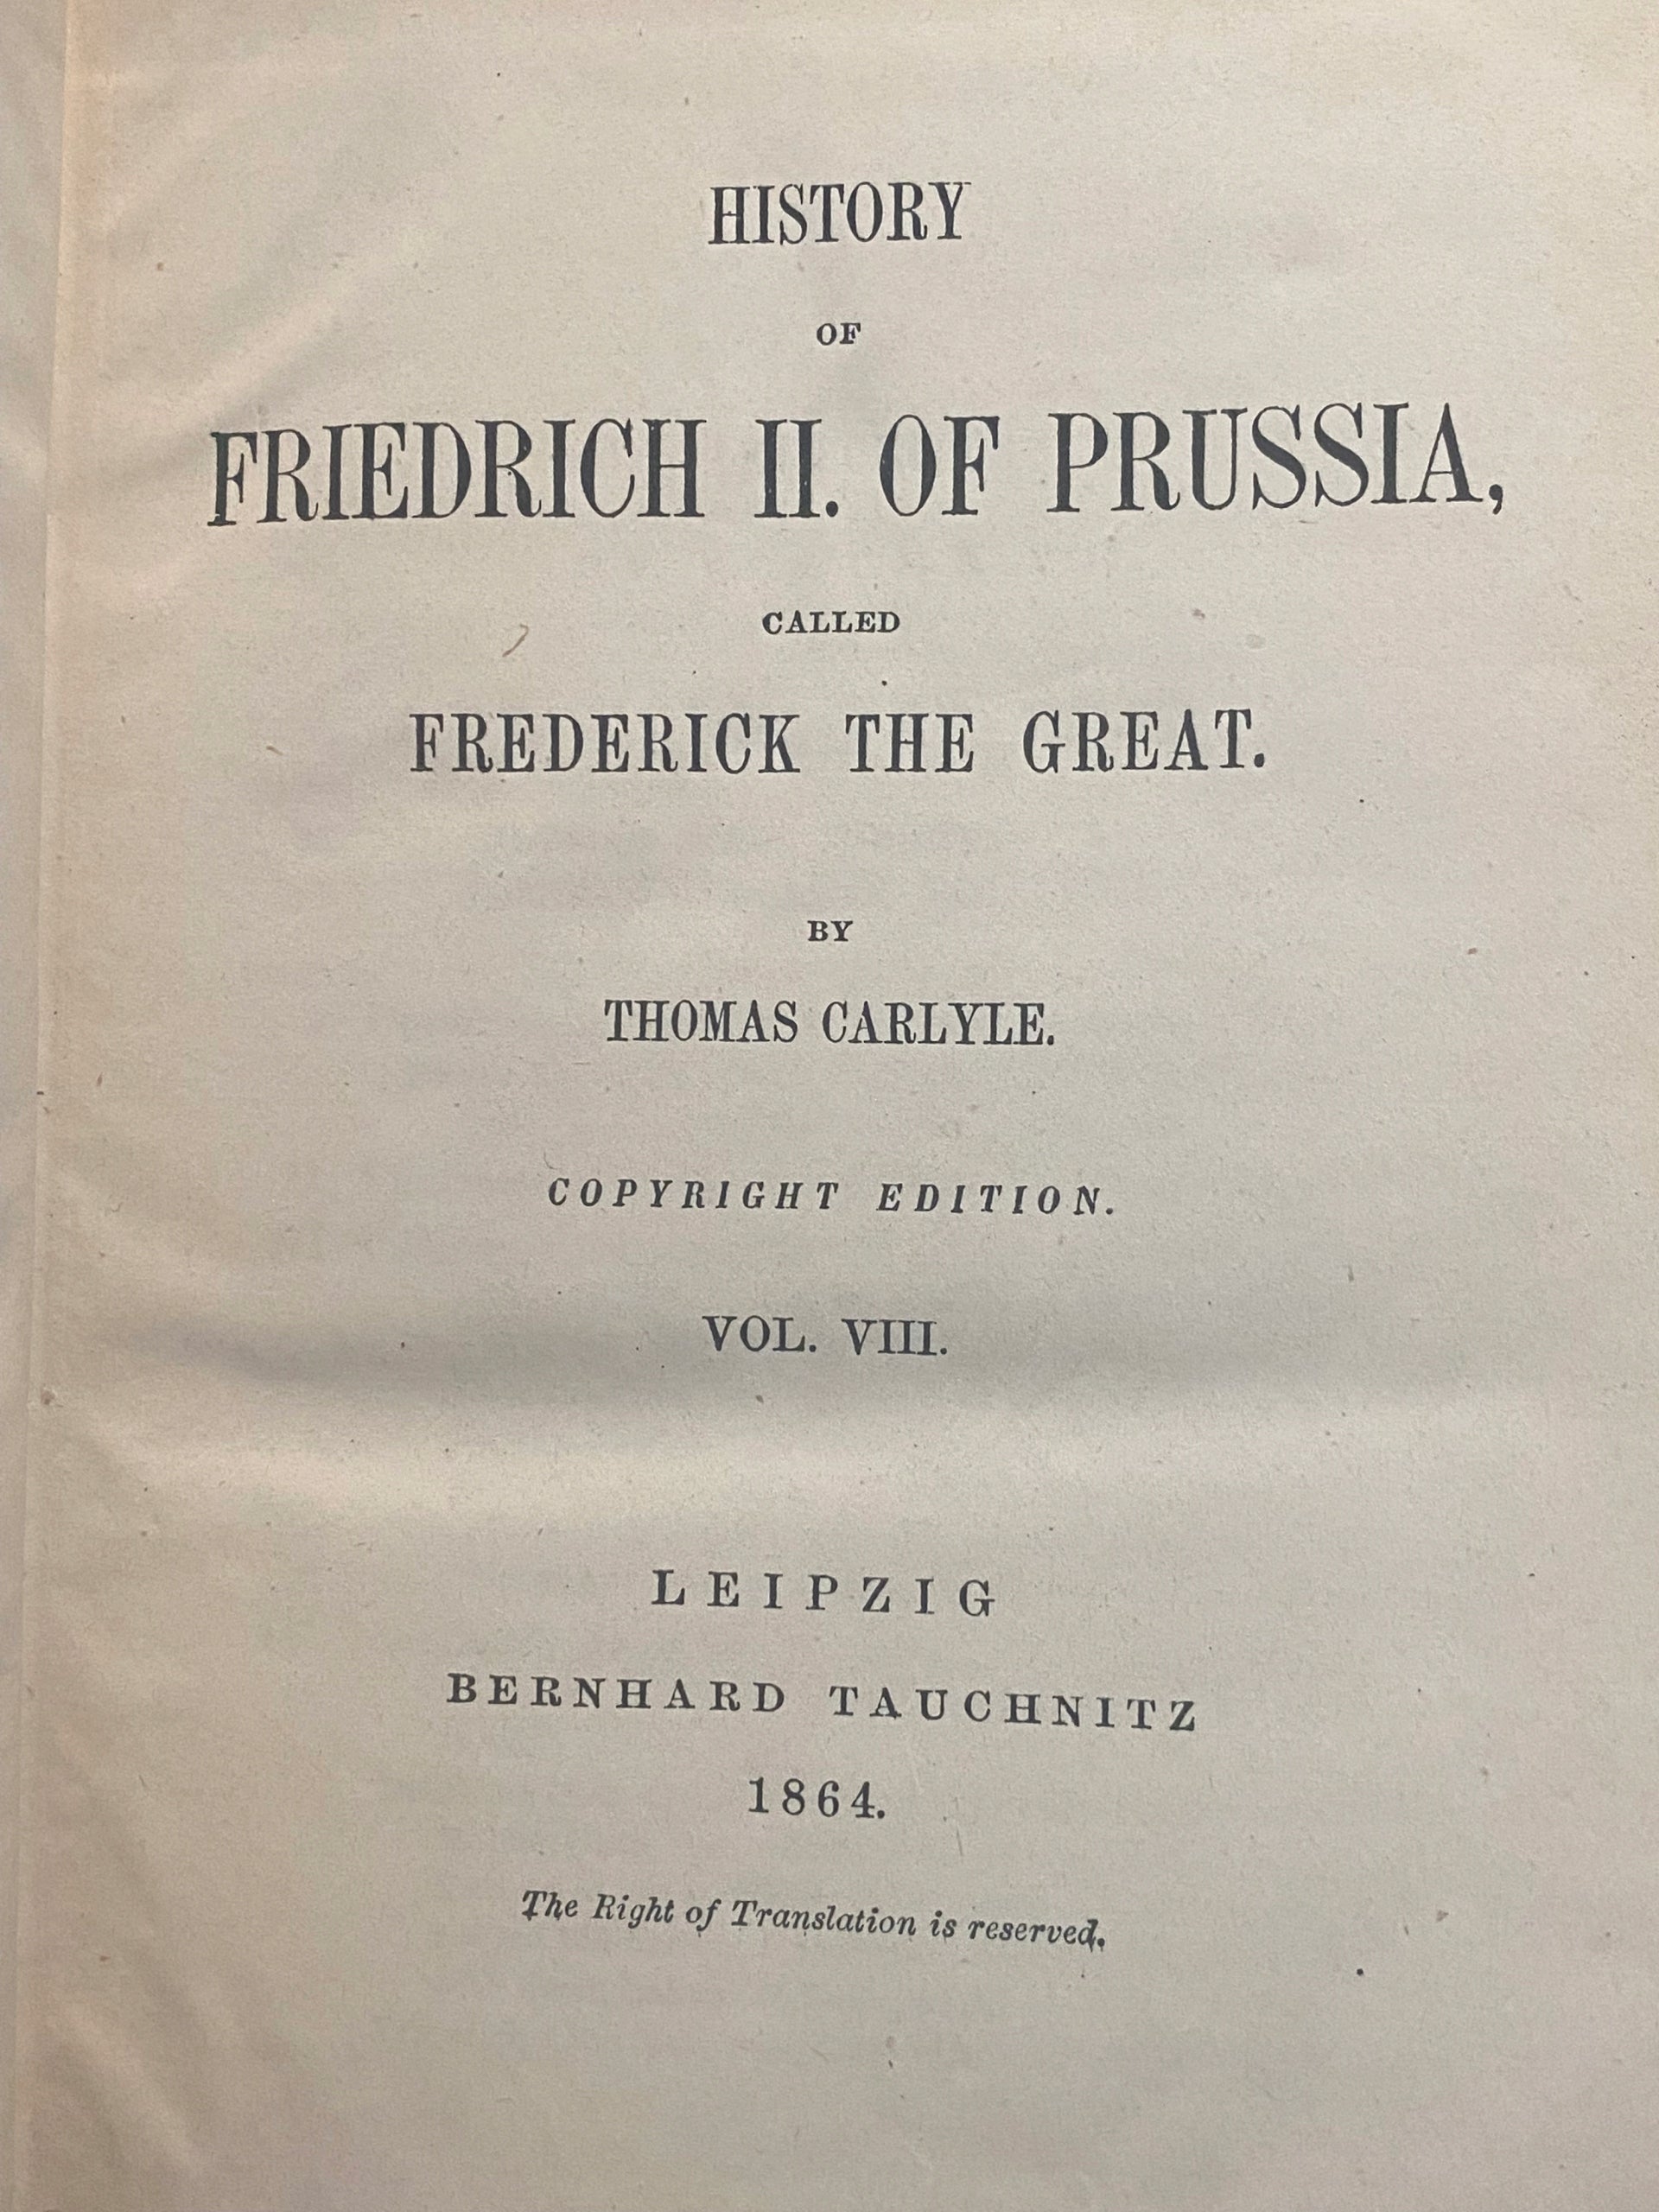 HISTORY
OF
FRIEDRICH II. OF PRUSSIA,
CALLED
FREDERICK THE GREAT.
BY
THOMAS CARLYLE.
COPYRIGHT EDITION.
VOL. VIII.
LEIPZIG
BERNHARD TAUCHNITZ
1864.
The Right of Translation is reserved.